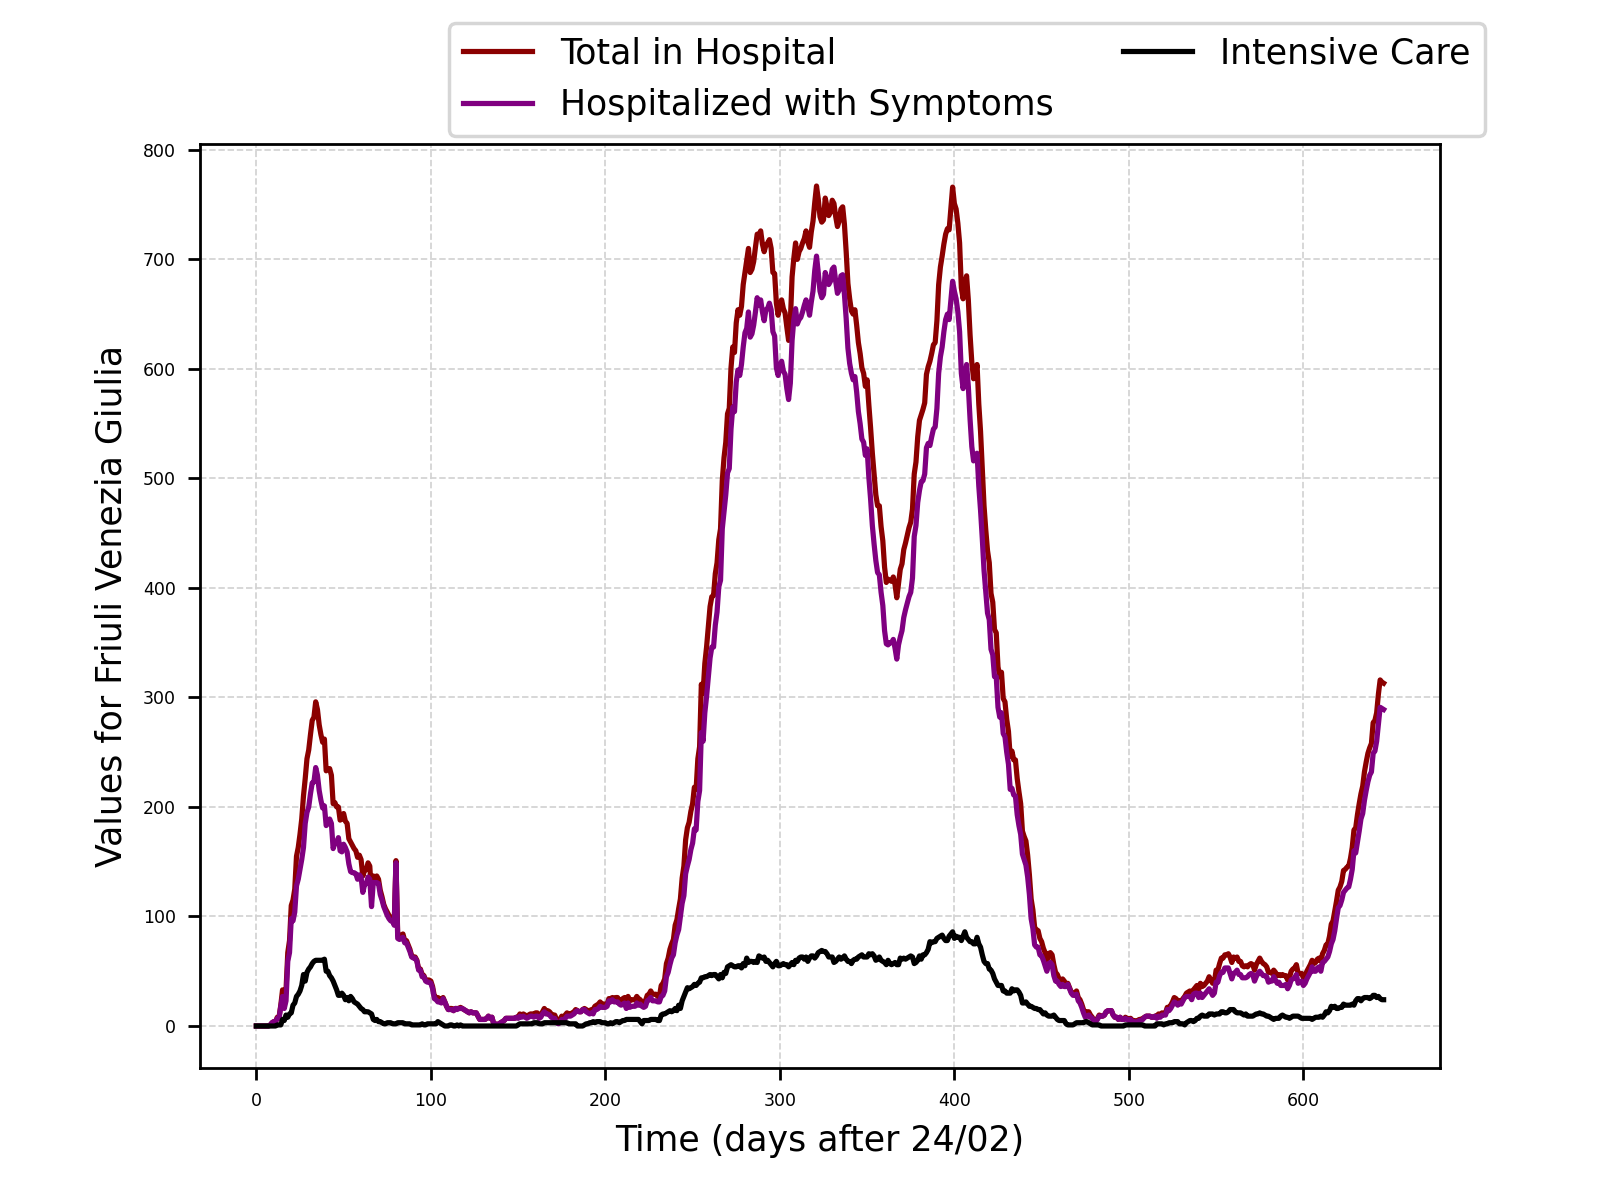 Total in Hospital
Hospitalized with Symptoms
Intensive Care
Values for Friuli Venezia Giulia
800
700
600
500
400
300
200
100
0
0 100 200 300 400 500 600
Time (days after 24/02)